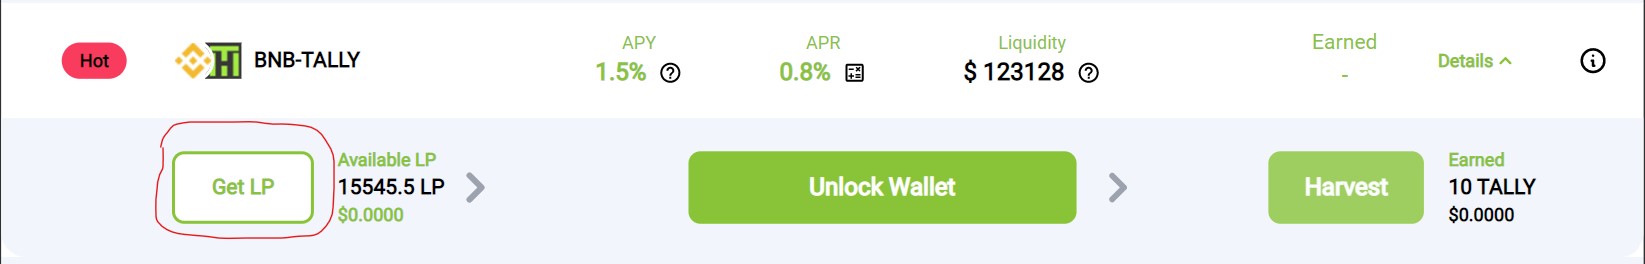 Hot
BNB-TALLY
APY
1.5%
APR
0.8%
Liquidity
$ 123128
Earned
-
Details
Get LP
Available LP
15545.5 LP
$0.0000
Unlock Wallet
Harvest
Earned
10 TALLY
$0.0000